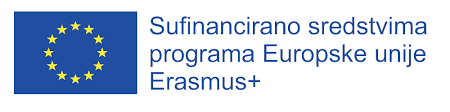 Sufinancirano sredstvima
programa Europske unije
Erasmus+